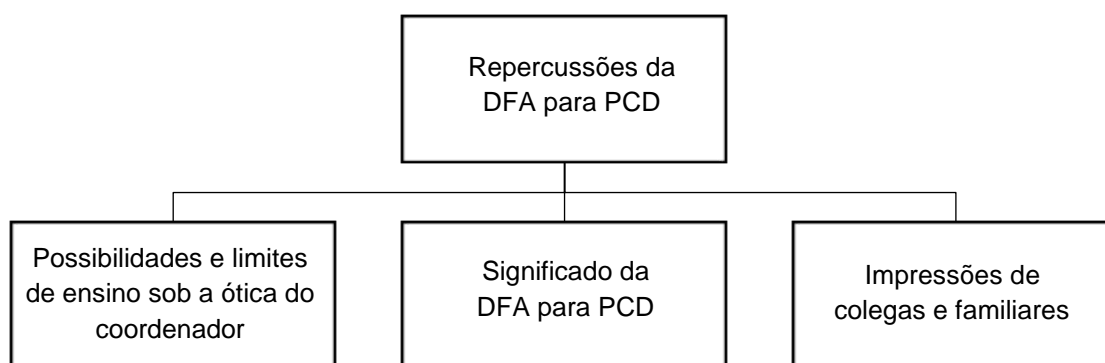 Repercussões da
DFA para PCD
Possibilidades e limites
de ensino sob a ótica do
coordenador
Significado da
DFA para PCD
Impressões de
colegas e familiares